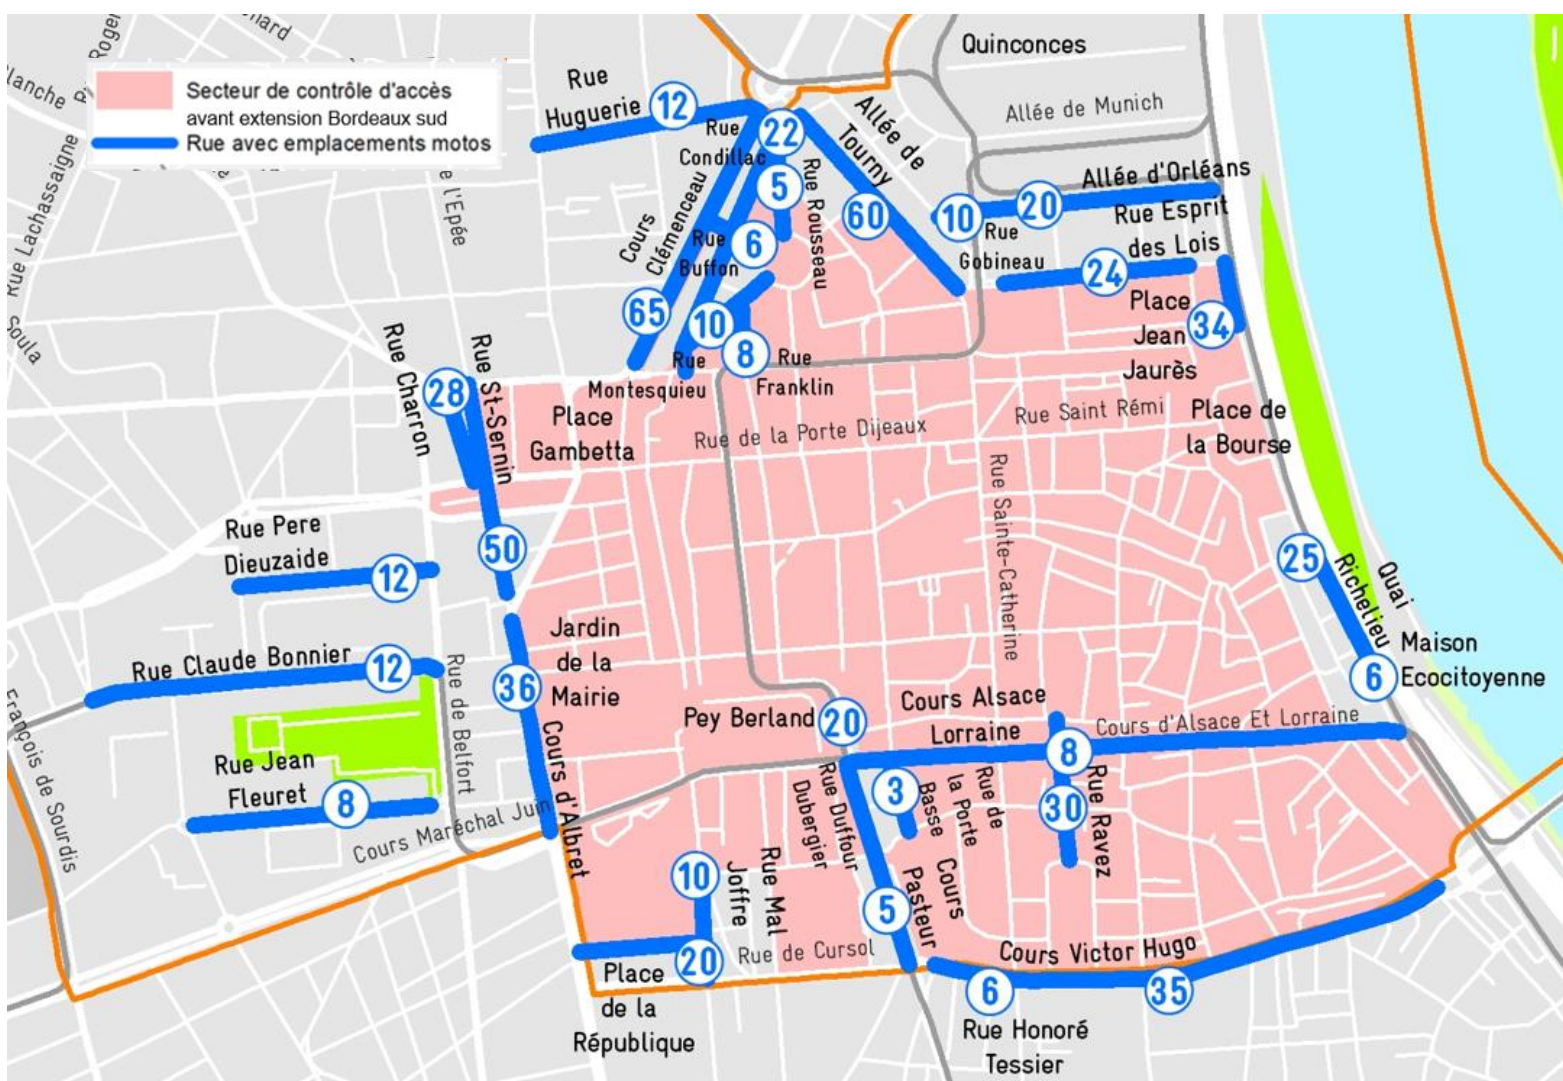 Roger
nard
Quinconces
lanche
Secteur de contrôle d'accès
avant extension Bordeaux sud
Rue avec emplacements motos
Rue
Huguerie
12
Rue
Condillac
22
Allée de
Tourny
Allée de Munich
Rue Lachassaigne
e l'Epée
5
Rue Rousseau
60
Allée d'Orléans
10
20
Rue Esprit
des Lois
Rue
Gobineau
Cours
Clémenceau
Rue
Buffon
6
24
Soula
65
10
8
Place
Jean
Jaurès
34
Rue
Montesquieu
Rue
Franklin
Rue Charron
28
Rue St-Sernin
Place
Gambetta
Rue de la Porte Dijeaux
Rue Saint Rémi
Place de
la Bourse
Rue Sainte-Catherine
Rue Pere
Dieuzaide
12
50
25
Quai
Richelieu
Rue Claude Bonnier
12
Jardin
de la
Mairie
36
6
Maison
Ecocitoyenne
Rue de Belfort
François de Sourdis
Pey Berland
20
Cours Alsace
Lorraine
Cours d'Alsace Et Lorraine
8
Rue Jean
Fleuret
8
Cours Maréchal Juin
Cours d'Albret
Rue Duffour
Dubergier
3
Basse
la Porte
Rue de
30
Rue Ravez
10
Joffre
Rue Mal
5
Pasteur
Cours
20
Rue de Cursol
Cours Victor Hugo
Place
de la
République
6
35
Rue Honoré
Tessier